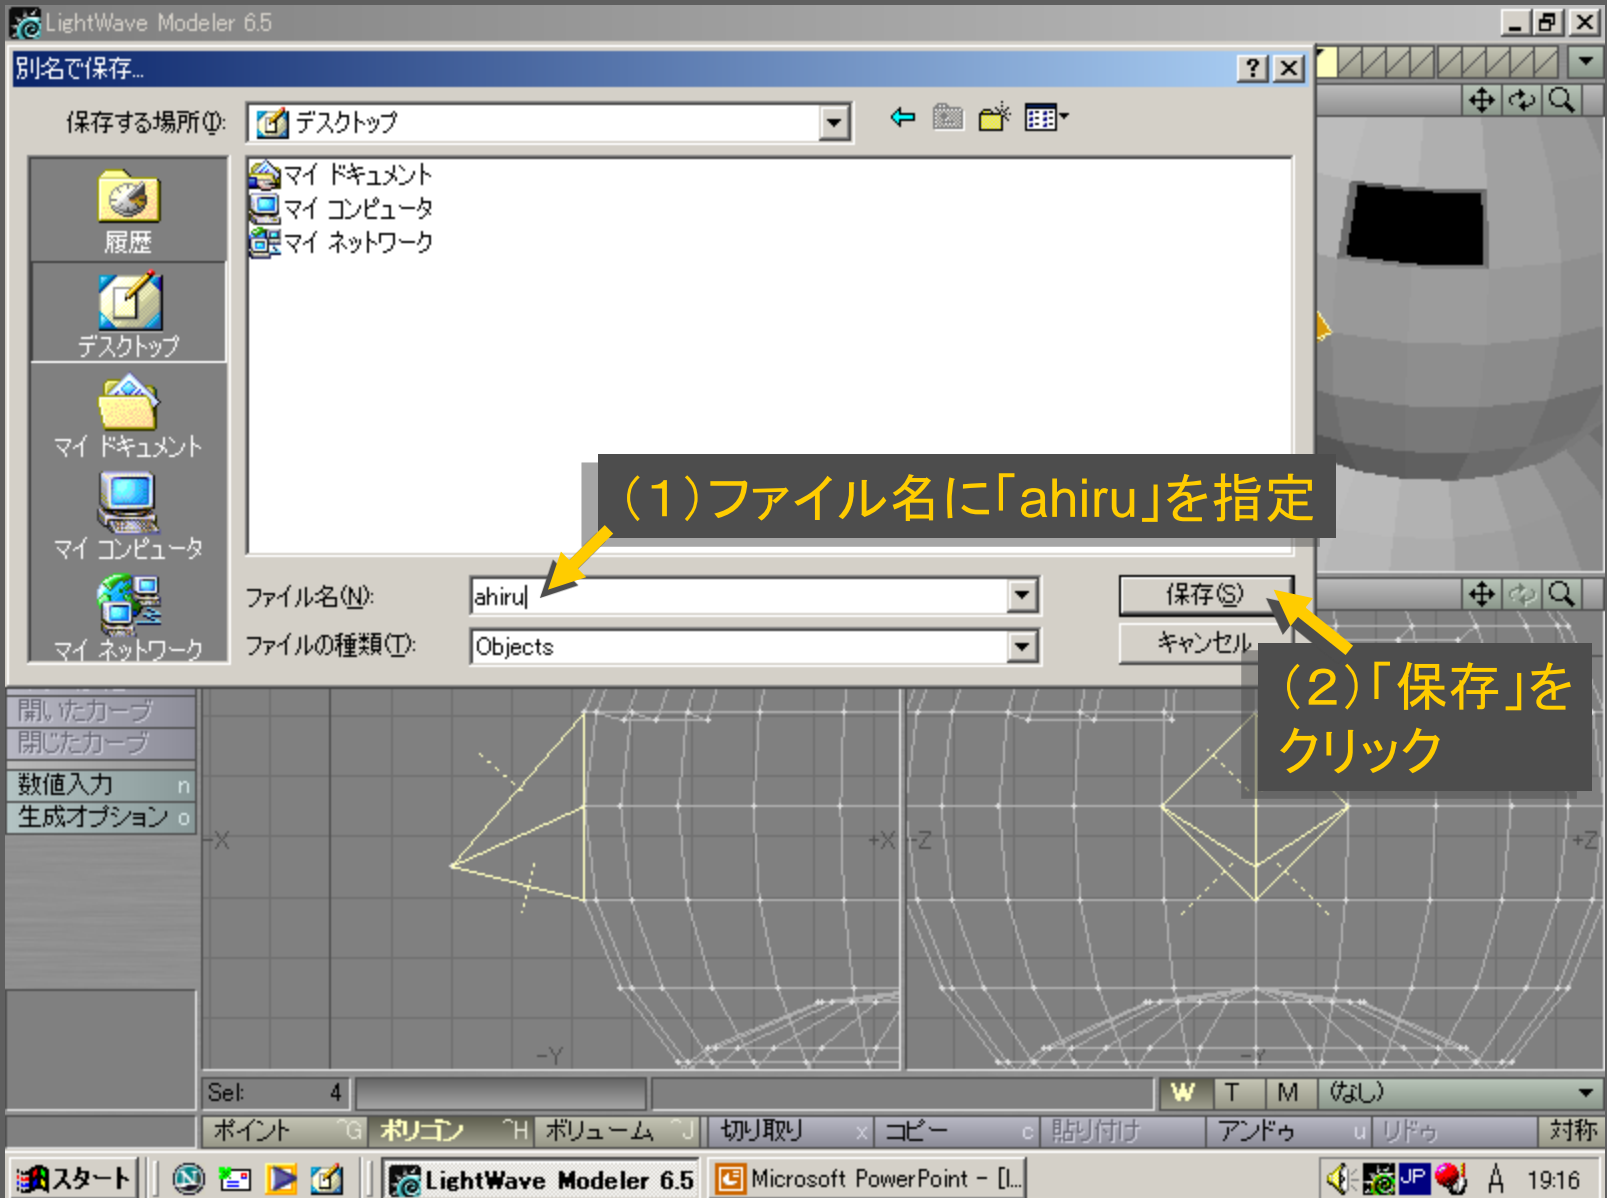 LightWave Modeler 6.5
別名で保存...
保存する場所(I):
デスクトップ
履歴
デスクトップ
マイ ドキュメント
マイ コンピュータ
マイ ネットワーク
マイ ドキュメント
マイ コンピュータ
マイ ネットワーク
(1)ファイル名に「ahiru」を指定
ファイル名(N):
ahiru
保存(S)
ファイルの種類(T):
Objects
キャンセル
(2)「保存」を
クリック
開いたカーブ
閉じたカーブ
数値入力 n
生成オプション o
-X
+X
-Z
+Z
-Y
-Y
Sel: 4
W T M (なし)
ポイント ^G ポリゴン ^H ボリューム ^J 切り取り x コピー c 貼り付け アンドゥ u リドゥ 対称
スタート
LightWave Modeler 6.5
Microsoft PowerPoint - [l...
JP
A
19:16